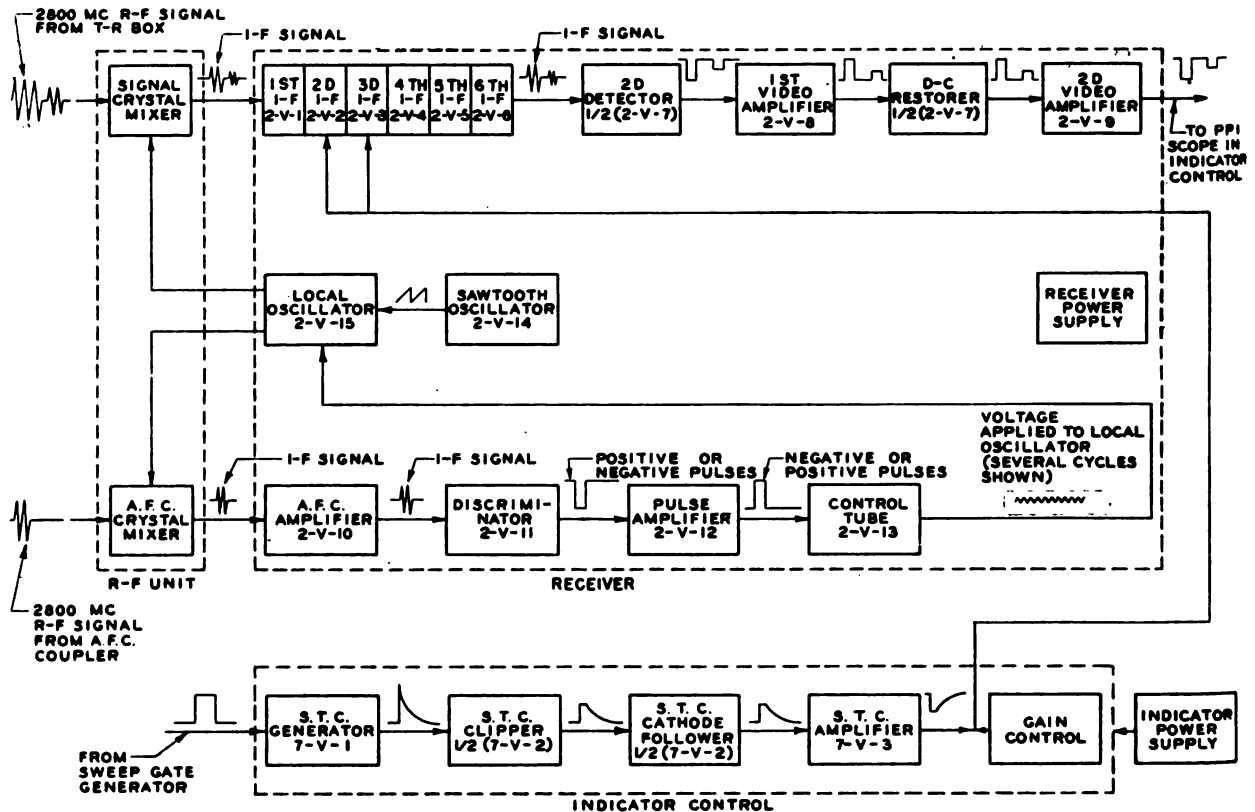 2800 MC R-F SIGNAL
FROM T-R BOX
I-F SIGNAL
I-F SIGNAL
SIGNAL
CRYSTAL
MIXER
1ST
I-F
2-V-1
2D
I-F
2-V-2
3D
I-F
2-V-3
4TH
I-F
2-V-4
5TH
I-F
2-V-5
6TH
I-F
2-V-6
2D
DETECTOR
1/2 (2-V-7)
1ST
VIDEO
AMPLIFIER
2-V-8
D-C
RESTORER
1/2 (2-V-7)
2D
VIDEO
AMPLIFIER
2-V-9
TO PPI
SCOPE IN
INDICATOR
CONTROL
LOCAL
OSCILLATOR
2-V-15
SAWTOOTH
OSCILLATOR
2-V-14
RECEIVER
POWER
SUPPLY
VOLTAGE
APPLIED TO LOCAL
OSCILLATOR
(SEVERAL CYCLES
SHOWN)
I-F SIGNAL
I-F SIGNAL
POSITIVE OR
NEGATIVE PULSES
NEGATIVE OR
POSITIVE PULSES
A.F.C.
CRYSTAL
MIXER
A.F.C.
AMPLIFIER
2-V-10
DISCRIMI-
NATOR
2-V-11
PULSE
AMPLIFIER
2-V-12
CONTROL
TUBE
2-V-13
R-F UNIT
RECEIVER
2800 MC
R-F SIGNAL
FROM A.F.C.
COUPLER
S.T.C.
GENERATOR
7-V-1
S.T.C.
CLIPPER
1/2 (7-V-2)
S.T.C.
CATHODE
FOLLOWER
1/2 (7-V-2)
S.T.C.
AMPLIFIER
7-V-3
GAIN
CONTROL
INDICATOR
POWER
SUPPLY
FROM
SWEEP GATE
GENERATOR
INDICATOR CONTROL